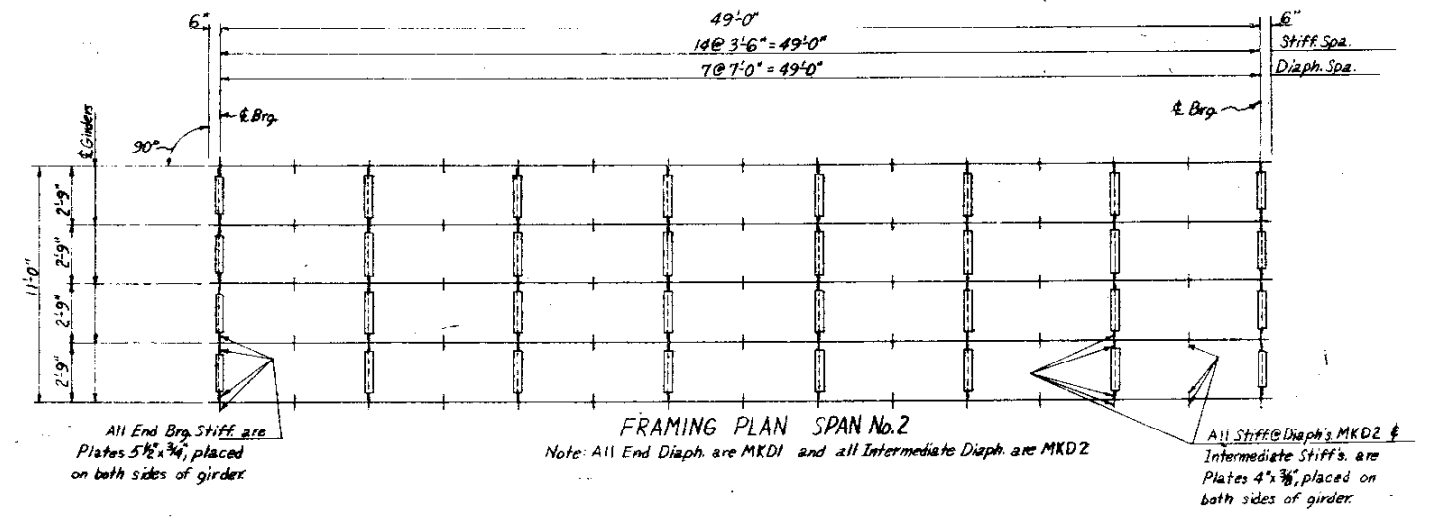 6"
49'-0"
6"
14@ 3'-6" = 49'-0"
Stiff. Spa.
7@ 7'-0" = 49'-0"
Diaph. Spa.
℄ Brg.
℄ Brg.
℄ Girders
90°
2'-9"
2'-9"
2'-9"
2'-9"
11'-0"
FRAMING PLAN SPAN No. 2
Note: All End Diaph. are MKD1 and all Intermediate Diaph. are MKD2
All End Brg. Stiff. are
Plates 5½" x ¾", placed
on both sides of girder.
All Stiff @ Diaph's. MKD2 &
Intermediate Stiff's. are
Plates 4" x ⅜", placed on
both sides of girder.